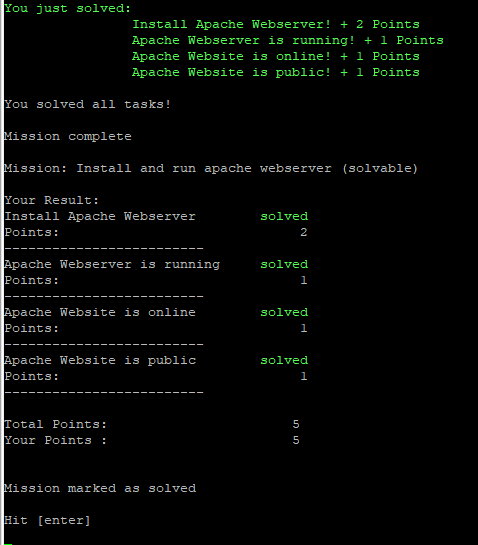 You just solved:
Install Apache Webserver! + 2 Points
Apache Webserver is running! + 1 Points
Apache Website is online! + 1 Points
Apache Website is public! + 1 Points
You solved all tasks!
Mission complete
Mission: Install and run apache webserver (solvable)
Your Result:
Install Apache Webserver solved
Points: 2
-------------------------
Apache Webserver is running solved
Points: 1
-------------------------
Apache Website is online solved
Points: 1
-------------------------
Apache Website is public solved
Points: 1
-------------------------
Total Points: 5
Your Points : 5
Mission marked as solved
Hit [enter]